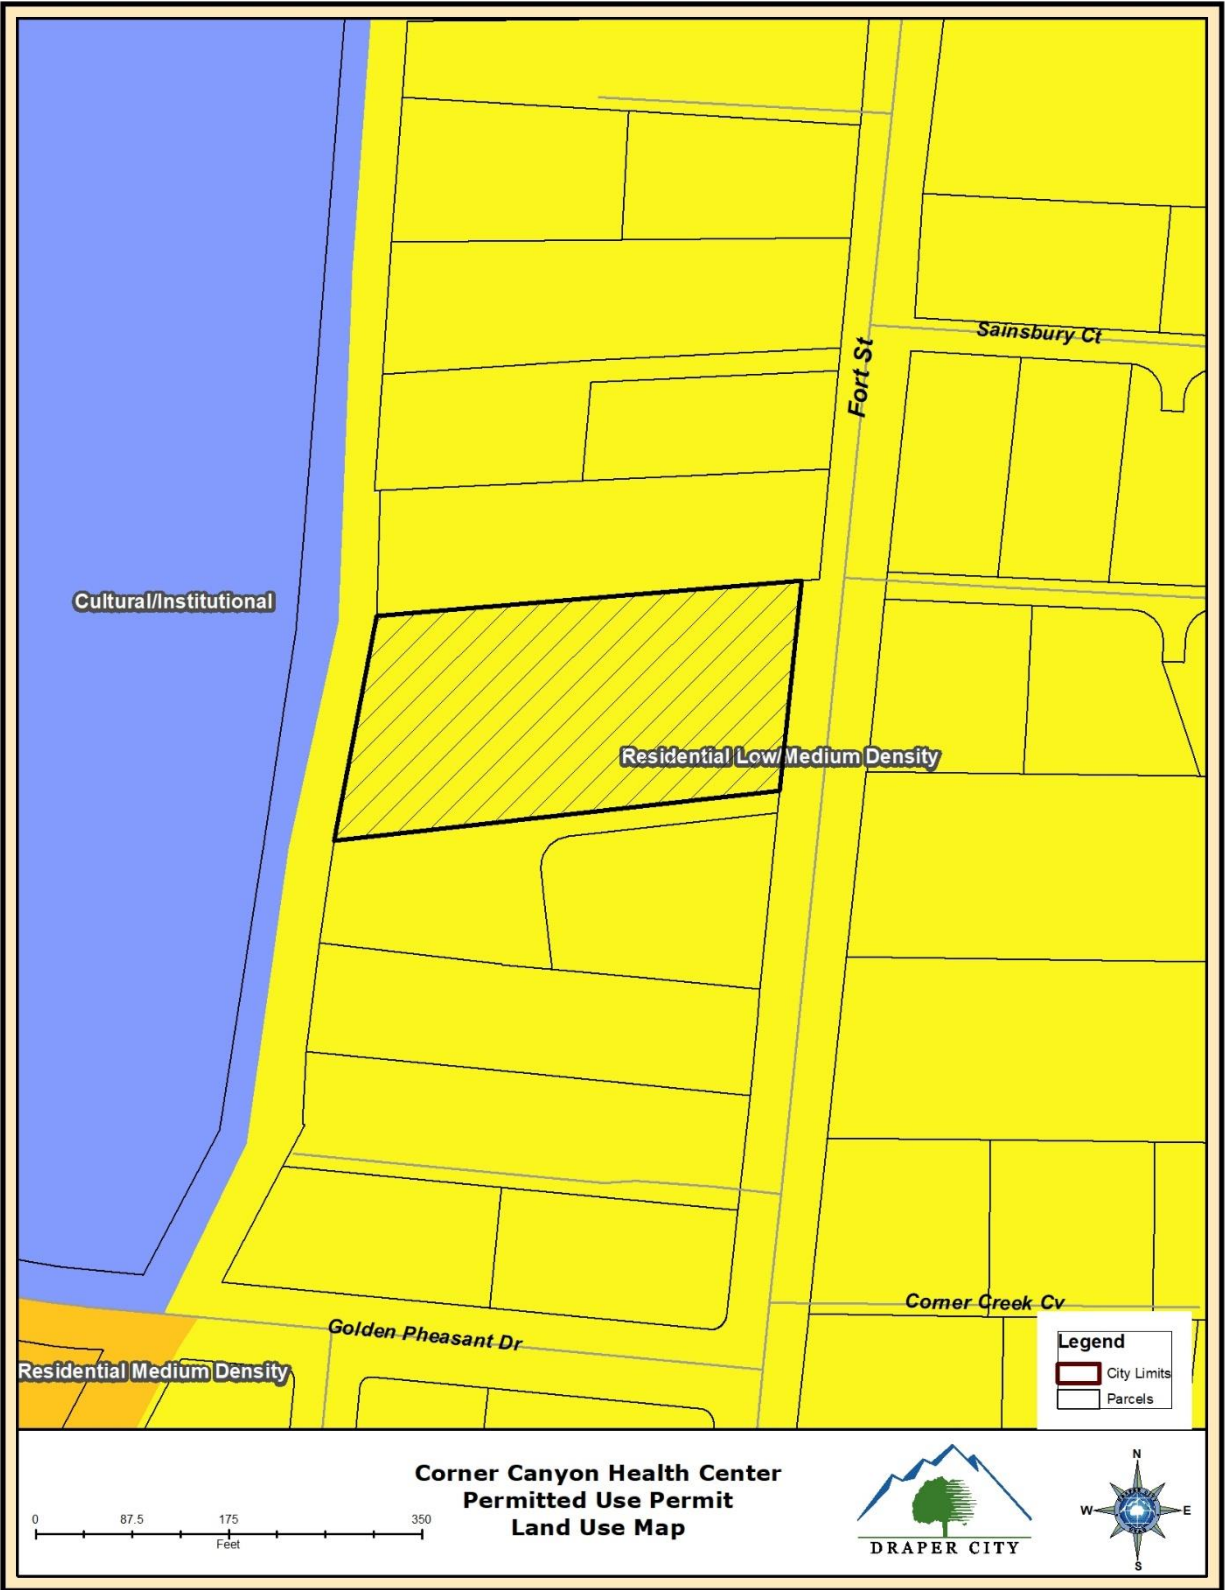 Sainsbury Ct
Fort St
Cultural/Institutional
Residential Low/Medium Density
Corner Creek Cv
Golden Pheasant Dr
Residential Medium Density
Legend
City Limits
Parcels
Corner Canyon Health Center
Permitted Use Permit
Land Use Map
0 87.5 175 350
Feet
DRAPER CITY
N
W E
S